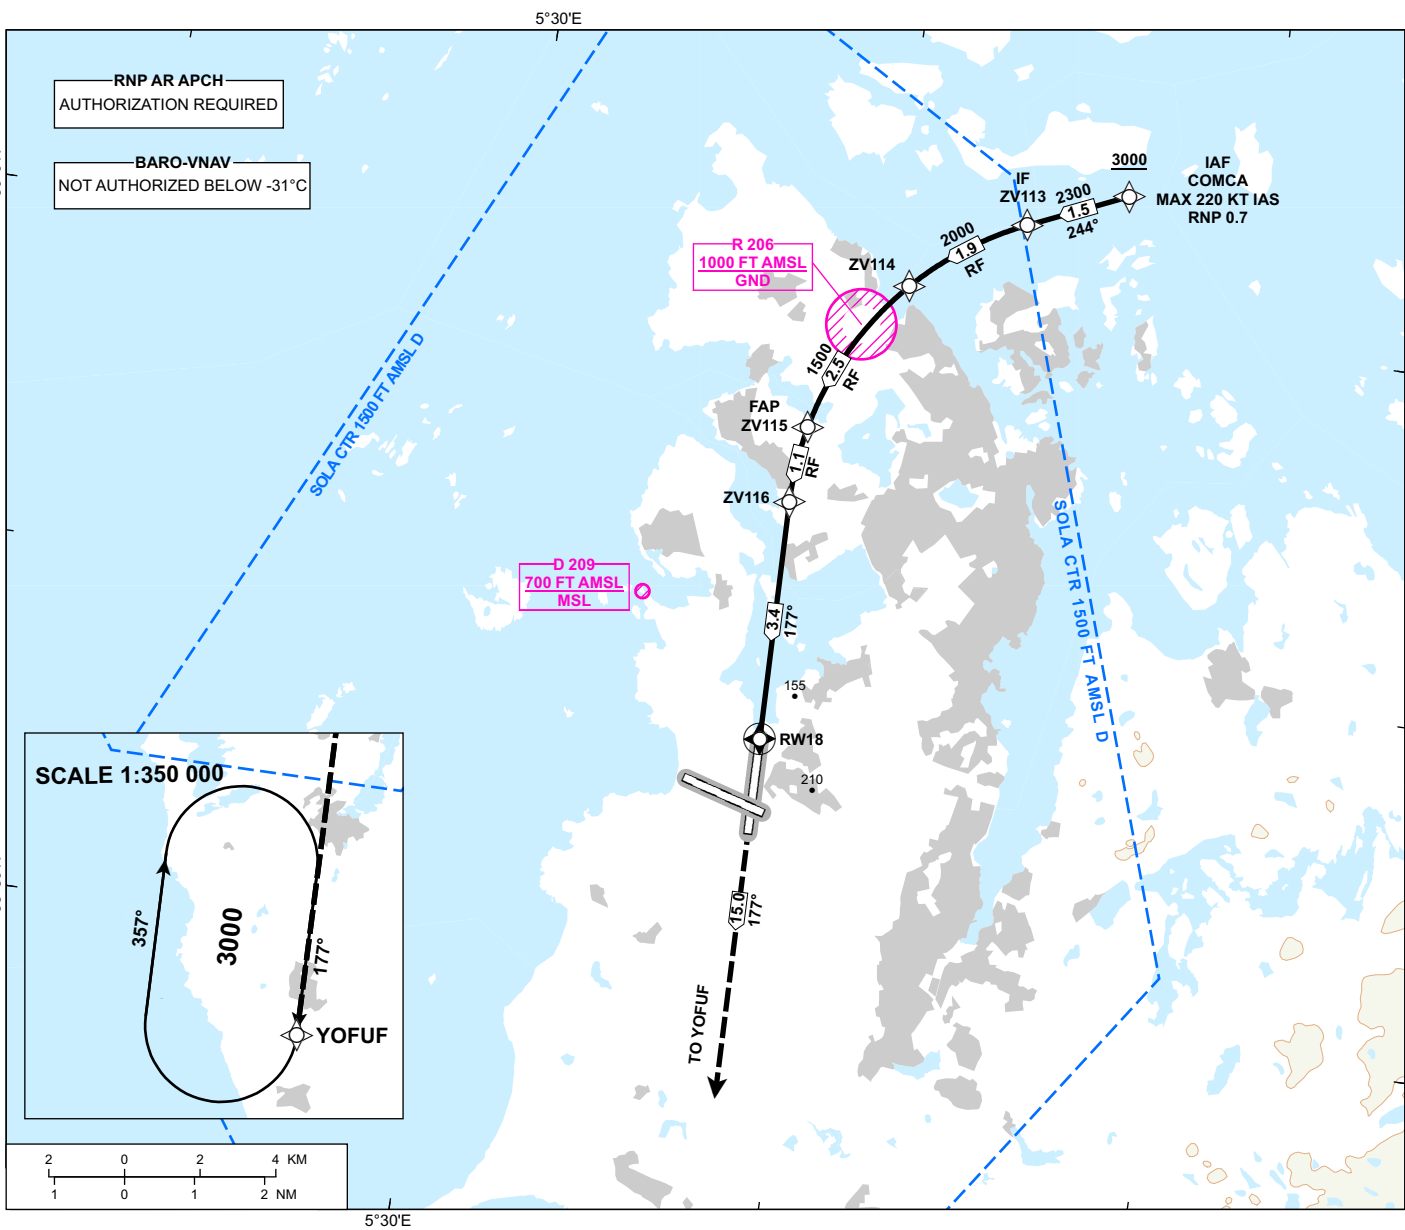 5°30'E
RNP AR APCH
AUTHORIZATION REQUIRED
BARO-VNAV
NOT AUTHORIZED BELOW -31°C
3000
IAF
COMCA
MAX 220 KT IAS
RNP 0.7
IF
ZV113
2300
1.5
244°
2000
1.9
RF
ZV114
R 206
1000 FT AMSL
GND
1500
2.5
RF
FAP
ZV115
1.1
RF
ZV116
SOLA CTR 1500 FT AMSL D
SOLA CTR 1500 FT AMSL D
D 209
700 FT AMSL
MSL
3.4
177°
155
RW18
210
15.0
177°
TO YOFUF
SCALE 1:350 000
357°
3000
177°
YOFUF
2 0 2 4 KM
1 0 1 2 NM
5°30'E